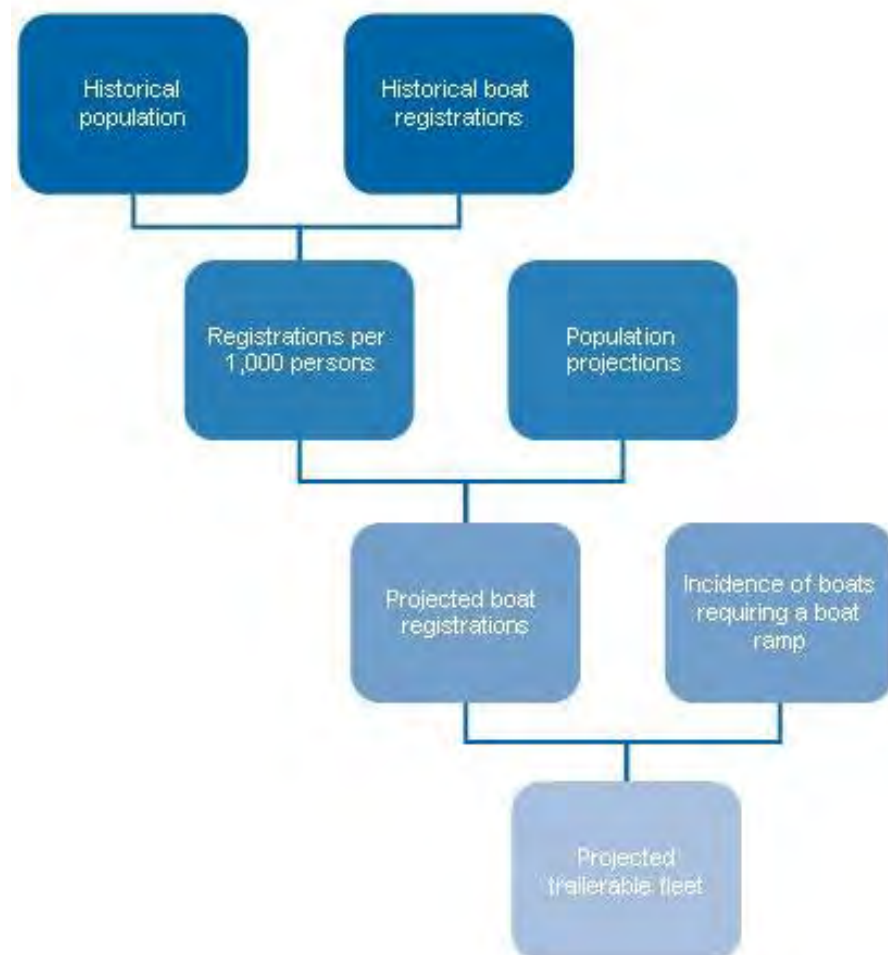 Historical
population
Historical boat
registrations
Registrations per
1,000 persons
Population
projections
Projected boat
registrations
Incidence of boats
requiring a boat
ramp
Projected
trailerable fleet